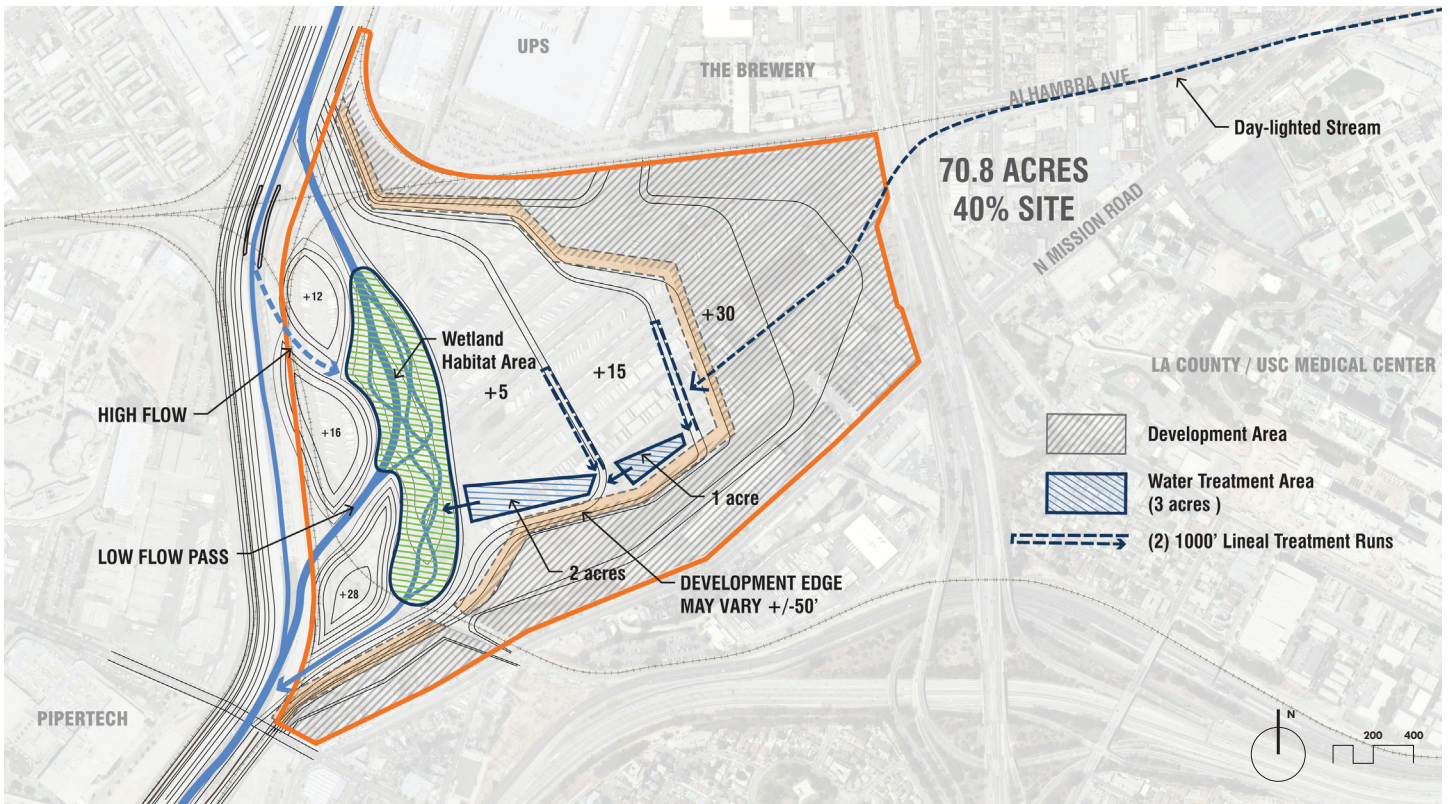 UPS
THE BREWERY
ALHAMBRA AVE
Day-lighted Stream
70.8 ACRES
40% SITE
N MISSION ROAD
+12
+30
Wetland
Habitat Area
+5
+15
LA COUNTY / USC MEDICAL CENTER
HIGH FLOW
+16
Development Area
Water Treatment Area
(3 acres )
1 acre
(2) 1000' Lineal Treatment Runs
LOW FLOW PASS
2 acres
DEVELOPMENT EDGE
MAY VARY +/-50'
+28
PIPERTECH
N
200 400